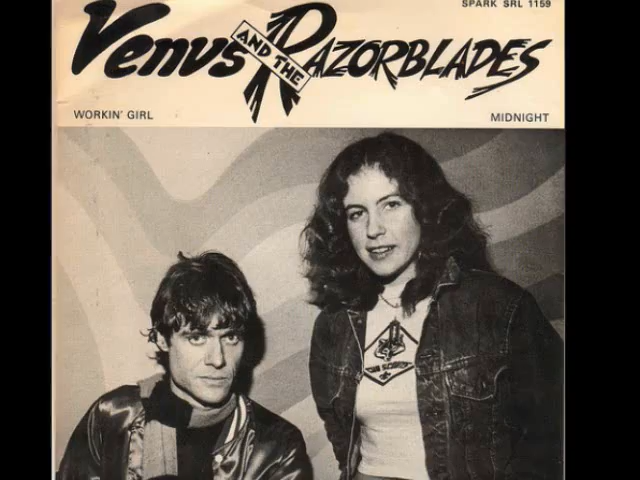 SPARK SRL 1159
Venus AND THE RAZORBLADES
WORKIN' GIRL
MIDNIGHT